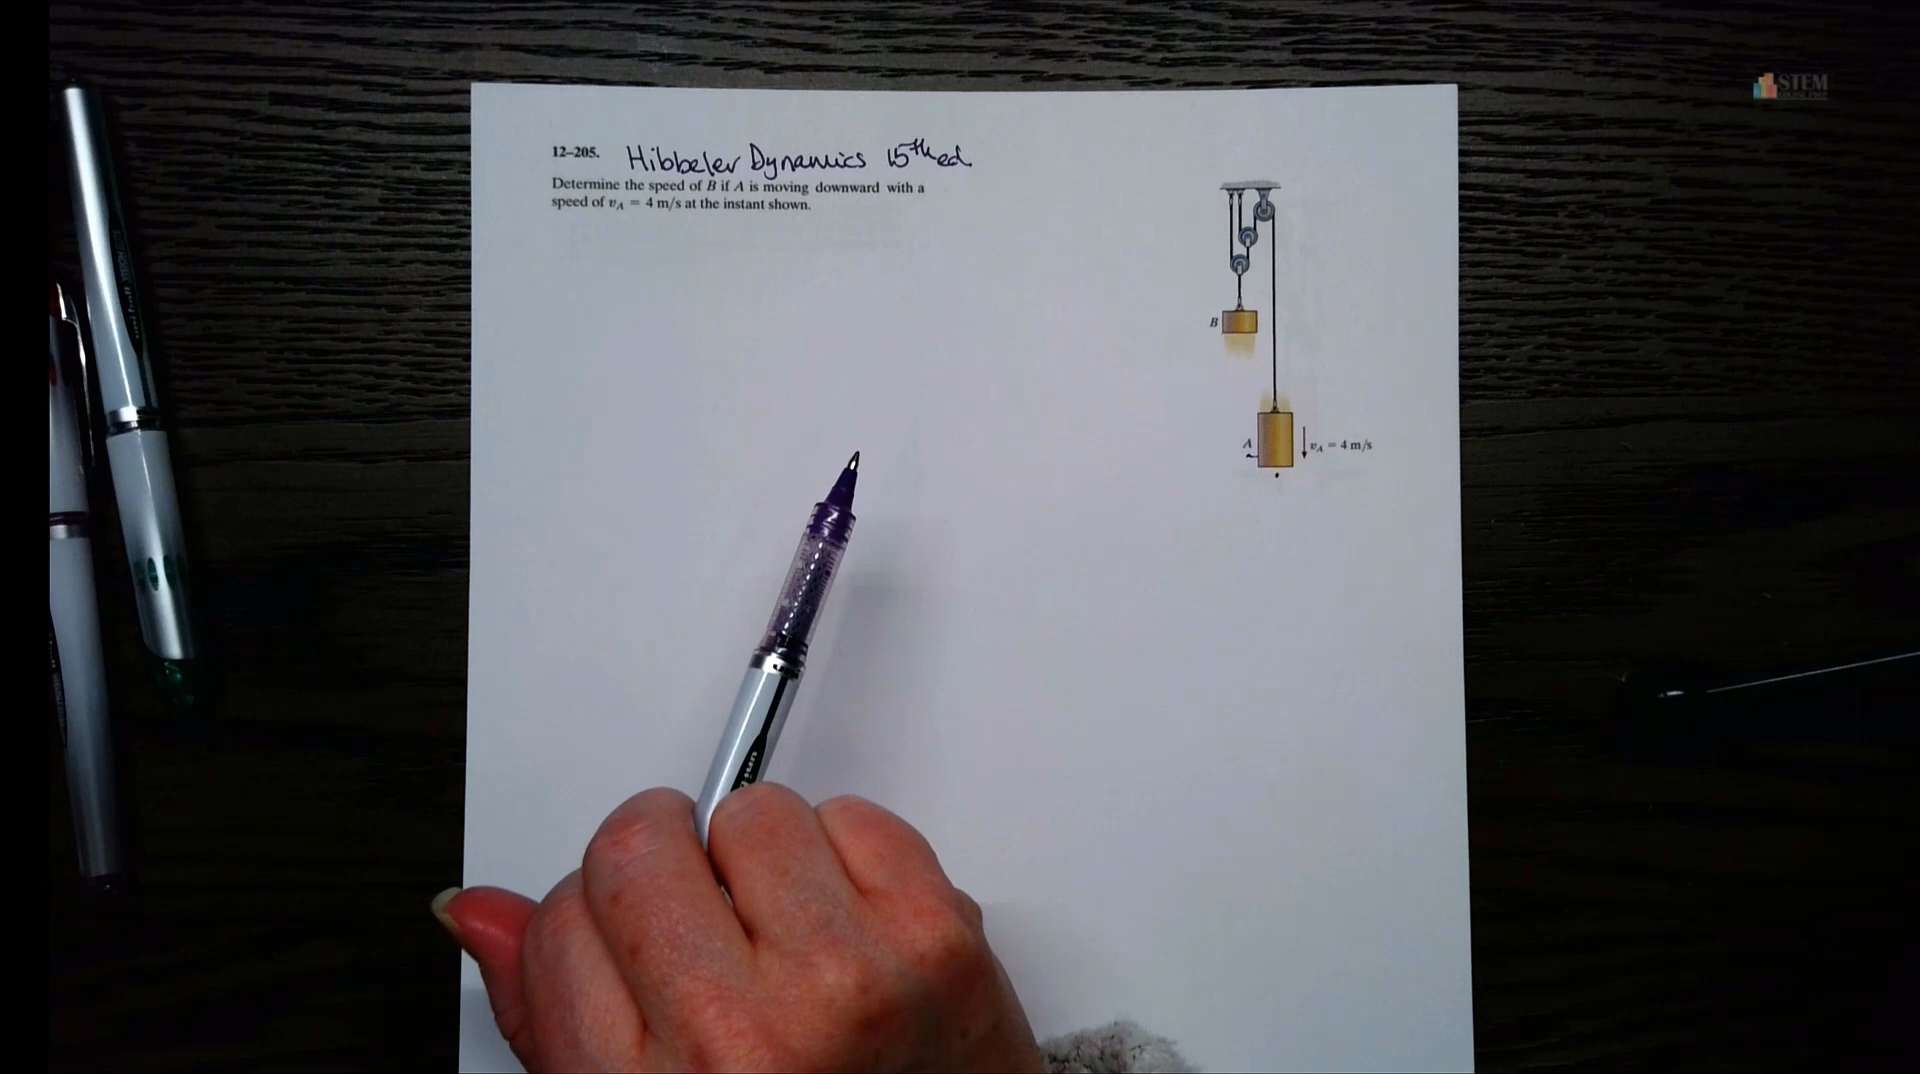 STEM
12–205. Hibbeler Dynamics 15th ed.
Determine the speed of B if A is moving downward with a
speed of vA = 4 m/s at the instant shown.
B
A
vA = 4 m/s